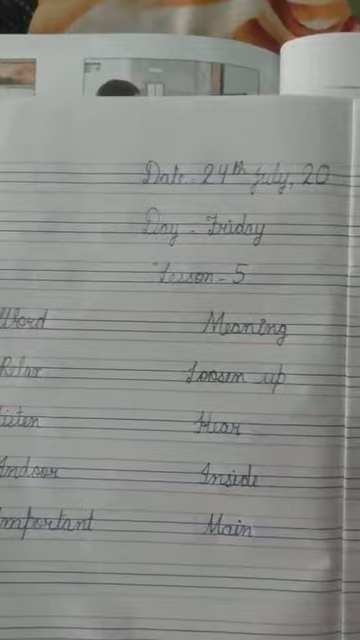 Date - 24th July, 20
Day - Friday
Lesson - 5
Word Meaning
Relax Loosen up
Listen Hear
Indoor Inside
Important Main